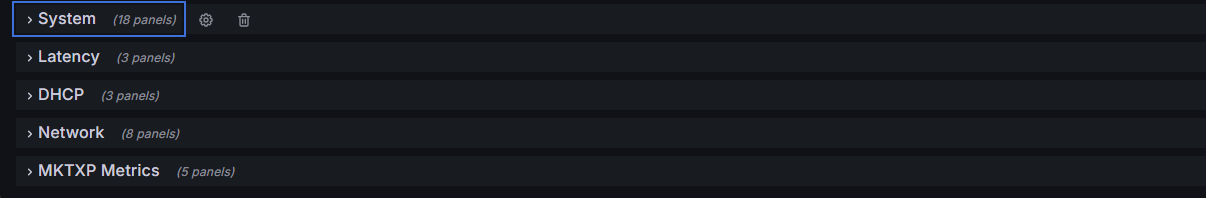 System (18 panels)
Latency (3 panels)
DHCP (3 panels)
Network (8 panels)
MKTXP Metrics (5 panels)